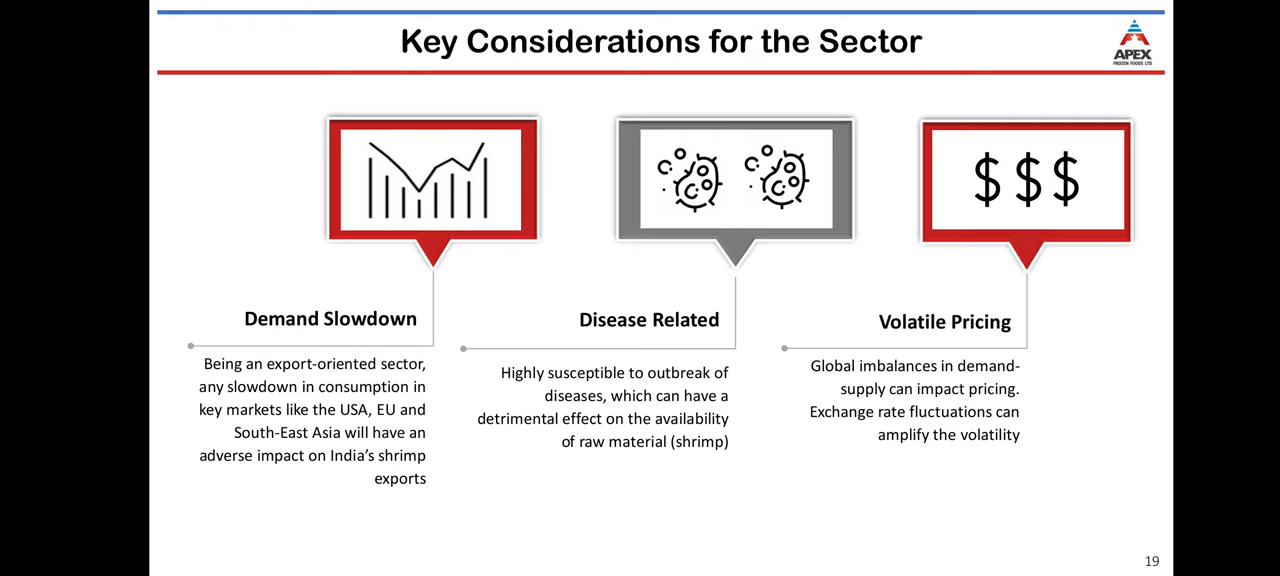 Key Considerations for the Sector
APEX
FROZEN FOODS LTD
$ $ $
Demand Slowdown
Being an export-oriented sector,
any slowdown in consumption in
key markets like the USA, EU and
South-East Asia will have an
adverse impact on India’s shrimp
exports
Disease Related
Highly susceptible to outbreak of
diseases, which can have a
detrimental effect on the availability
of raw material (shrimp)
Volatile Pricing
Global imbalances in demand-
supply can impact pricing.
Exchange rate fluctuations can
amplify the volatility
19